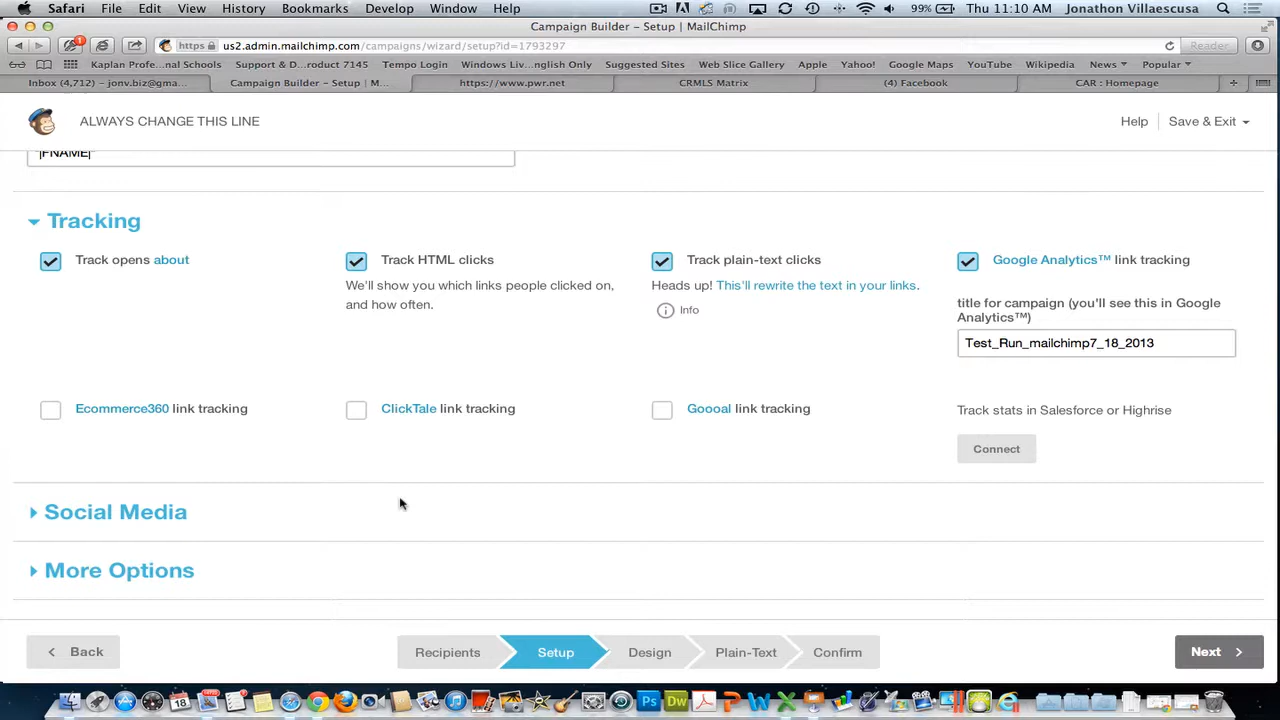 Safari File Edit View History Bookmarks Develop Window Help 99% Thu 11:10 AM Jonathon Villaescusa
Campaign Builder – Setup | MailChimp
https us2.admin.mailchimp.com/campaigns/wizard/setup?id=1793297 Reader
Kaplan Profe...nal Schools Support & D...roduct 7145 Tempo Login Windows Liv...nglish Only Suggested Sites Web Slice Gallery Apple Yahoo! Google Maps YouTube Wikipedia News Popular
Inbox (4,712) – jonv.biz@gma... Campaign Builder – Setup | M... https://www.pwr.net CRMLS Matrix (4) Facebook CAR : Homepage
ALWAYS CHANGE THIS LINE Help Save & Exit
*|FNAME|*
Tracking
Track opens about Track HTML clicks Track plain-text clicks Google Analytics™ link tracking
We'll show you which links people clicked on, and how often.
Heads up! This'll rewrite the text in your links.
Info
title for campaign (you'll see this in Google
Analytics™)
Test_Run_mailchimp7_18_2013
Ecommerce360 link tracking ClickTale link tracking Goooal link tracking Track stats in Salesforce or Highrise
Connect
Social Media
More Options
Back Recipients Setup Design Plain-Text Confirm Next
18 Ps Dw P W X